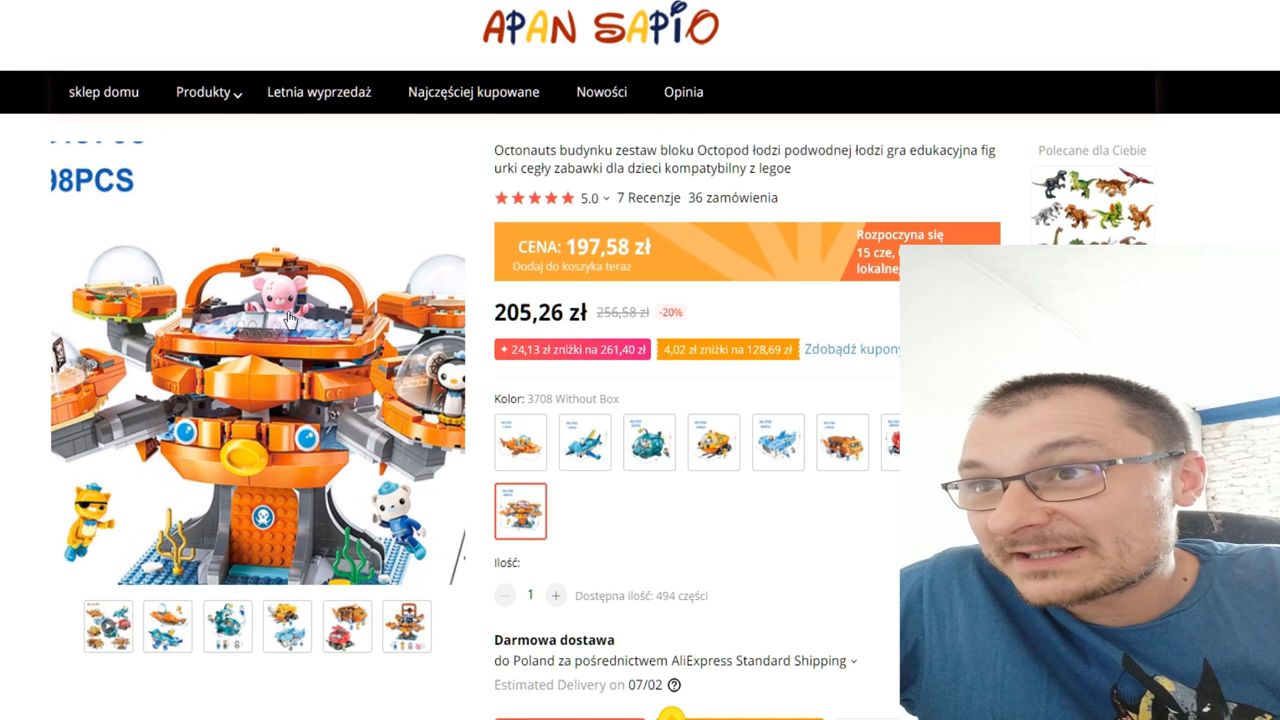 APAN SAPIO
sklep domu Produkty Letnia wyprzedaż Najczęściej kupowane Nowości Opinia
98PCS
Octonauts budynku zestaw bloku Octopod łodzi podwodnej łodzi gra edukacyjna fig
urki cegły zabawki dla dzieci kompatybilny z legoe
5.0 7 Recenzje 36 zamówienia
CENA: 197,58 zł
Dodaj do koszyka teraz
Rozpoczyna się
15 cze,
lokalne
205,26 zł 256,58 zł -20%
+ 24,13 zł zniżki na 261,40 zł 4,02 zł zniżki na 128,69 zł Zdobądź kupony
Kolor: 3708 Without Box
Ilość:
− 1 + Dostępna ilość: 494 części
Darmowa dostawa
do Poland za pośrednictwem AliExpress Standard Shipping
Estimated Delivery on 07/02 ?
Polecane dla Ciebie